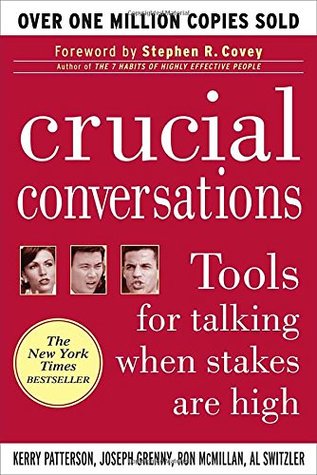 OVER ONE MILLION COPIES SOLD
Foreword by Stephen R. Covey
Author of THE 7 HABITS OF HIGHLY EFFECTIVE PEOPLE
crucial
conversations
Tools
for talking
when stakes
are high
The
New York
Times
BESTSELLER
KERRY PATTERSON, JOSEPH GRENNY, RON McMILLAN, AL SWITZLER